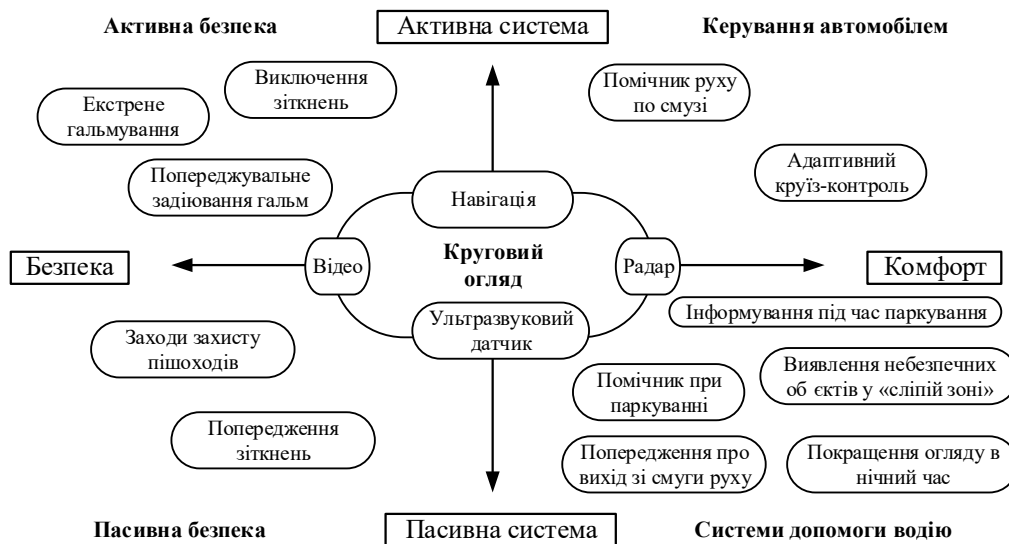 Активна безпека
Активна система
Керування автомобілем
Виключення
зіткнень
Помічник руху
по смузі
Екстрене
гальмування
Адаптивний
круїз-контроль
Попереджувальне
задіювання гальм
Навігація
Безпека
Відео
Круговий
огляд
Радар
Комфорт
Ультразвуковий
датчик
Інформування під час паркування
Заходи захисту
пішоходів
Виявлення небезпечних
об єктів у «сліпій зоні»
Помічник при
паркуванні
Попередження
зіткнень
Попередження про
вихід зі смуги руху
Покращення огляду в
нічний час
Пасивна безпека
Пасивна система
Системи допомоги водію